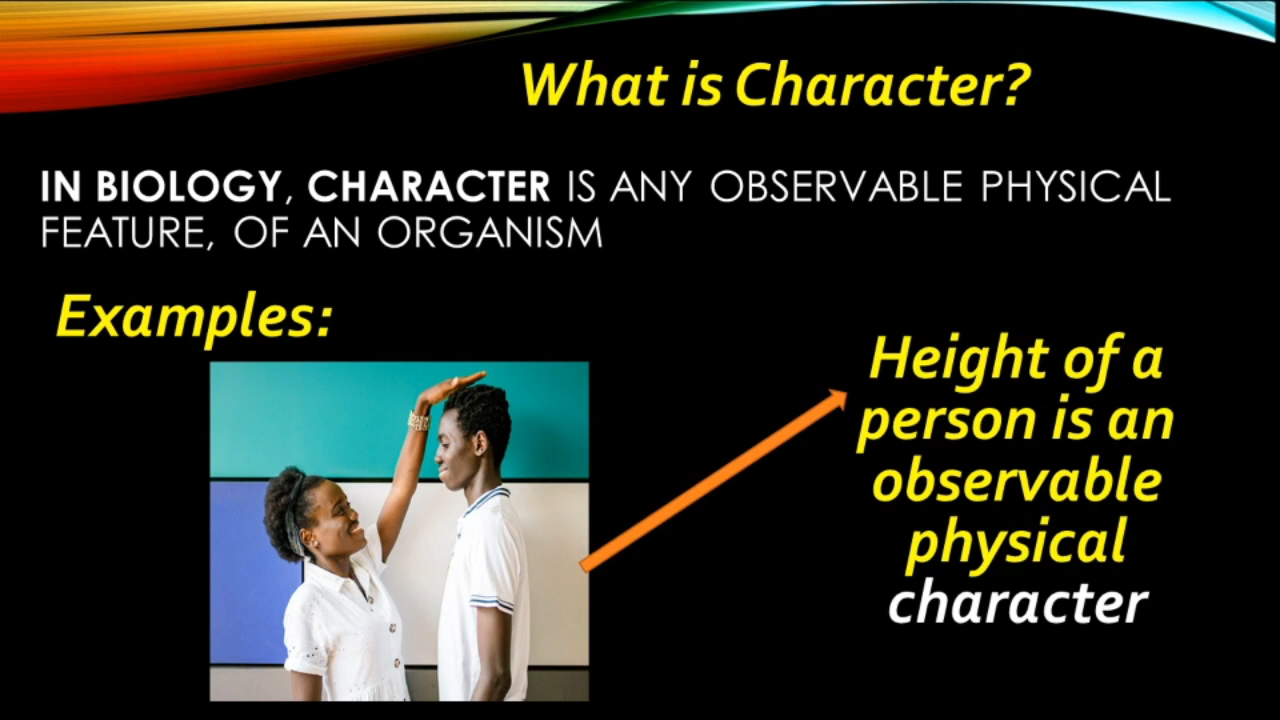 What is Character?
IN BIOLOGY, CHARACTER IS ANY OBSERVABLE PHYSICAL
FEATURE, OF AN ORGANISM
Examples:
Height of a
person is an
observable
physical
character